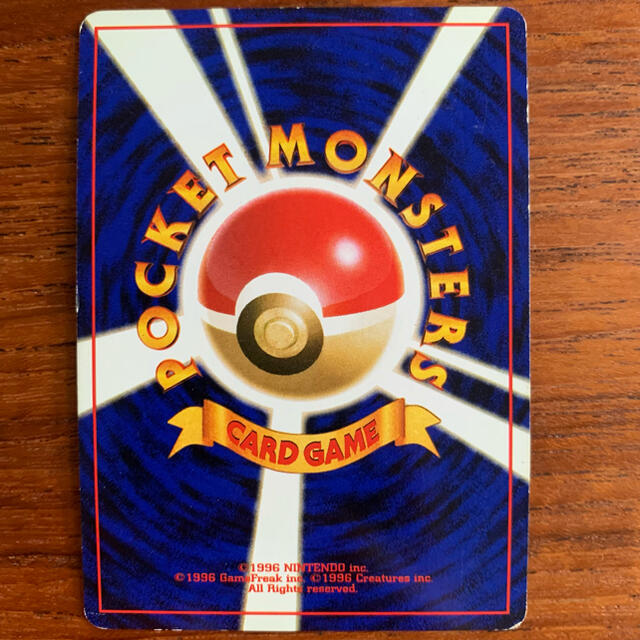 POCKET MONSTERS
CARD GAME
©1996 NINTENDO inc.
©1996 GameFreak inc. ©1996 Creatures inc.
All Rights reserved.